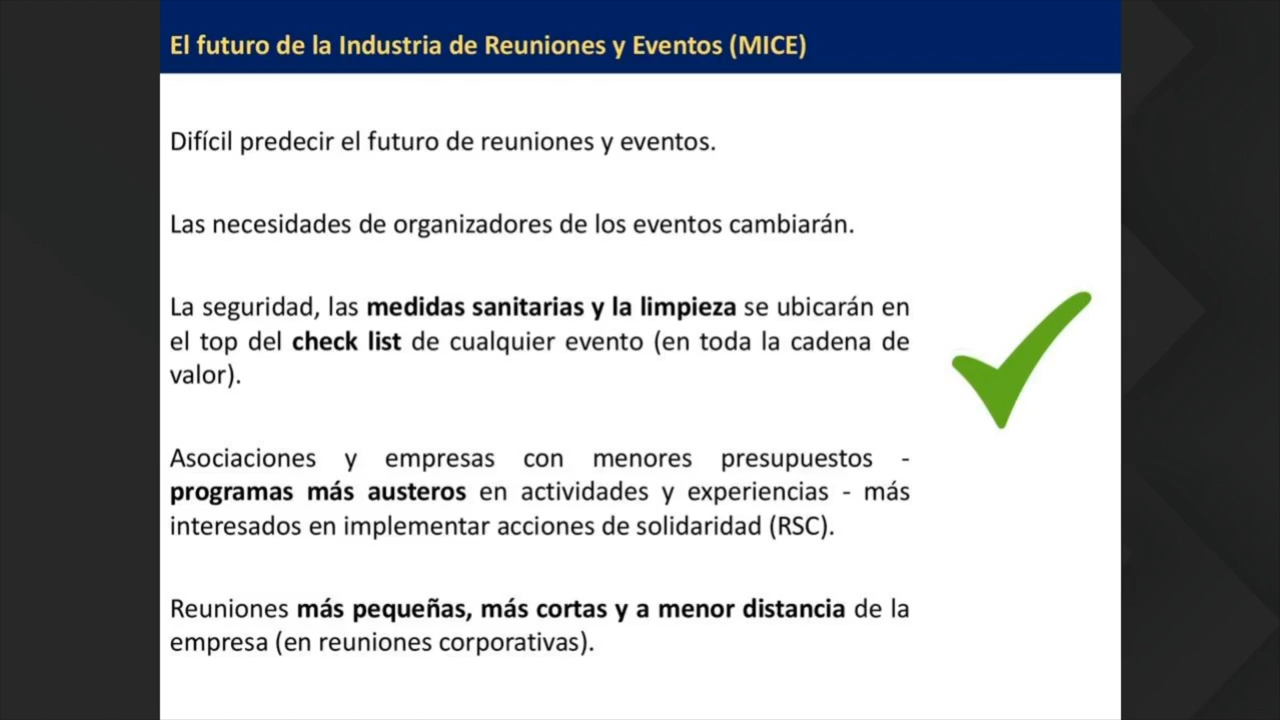 El futuro de la Industria de Reuniones y Eventos (MICE)
Difícil predecir el futuro de reuniones y eventos.
Las necesidades de organizadores de los eventos cambiarán.
La seguridad, las medidas sanitarias y la limpieza se ubicarán en
el top del check list de cualquier evento (en toda la cadena de
valor).
Asociaciones y empresas con menores presupuestos -
programas más austeros en actividades y experiencias - más
interesados en implementar acciones de solidaridad (RSC).
Reuniones más pequeñas, más cortas y a menor distancia de la
empresa (en reuniones corporativas).